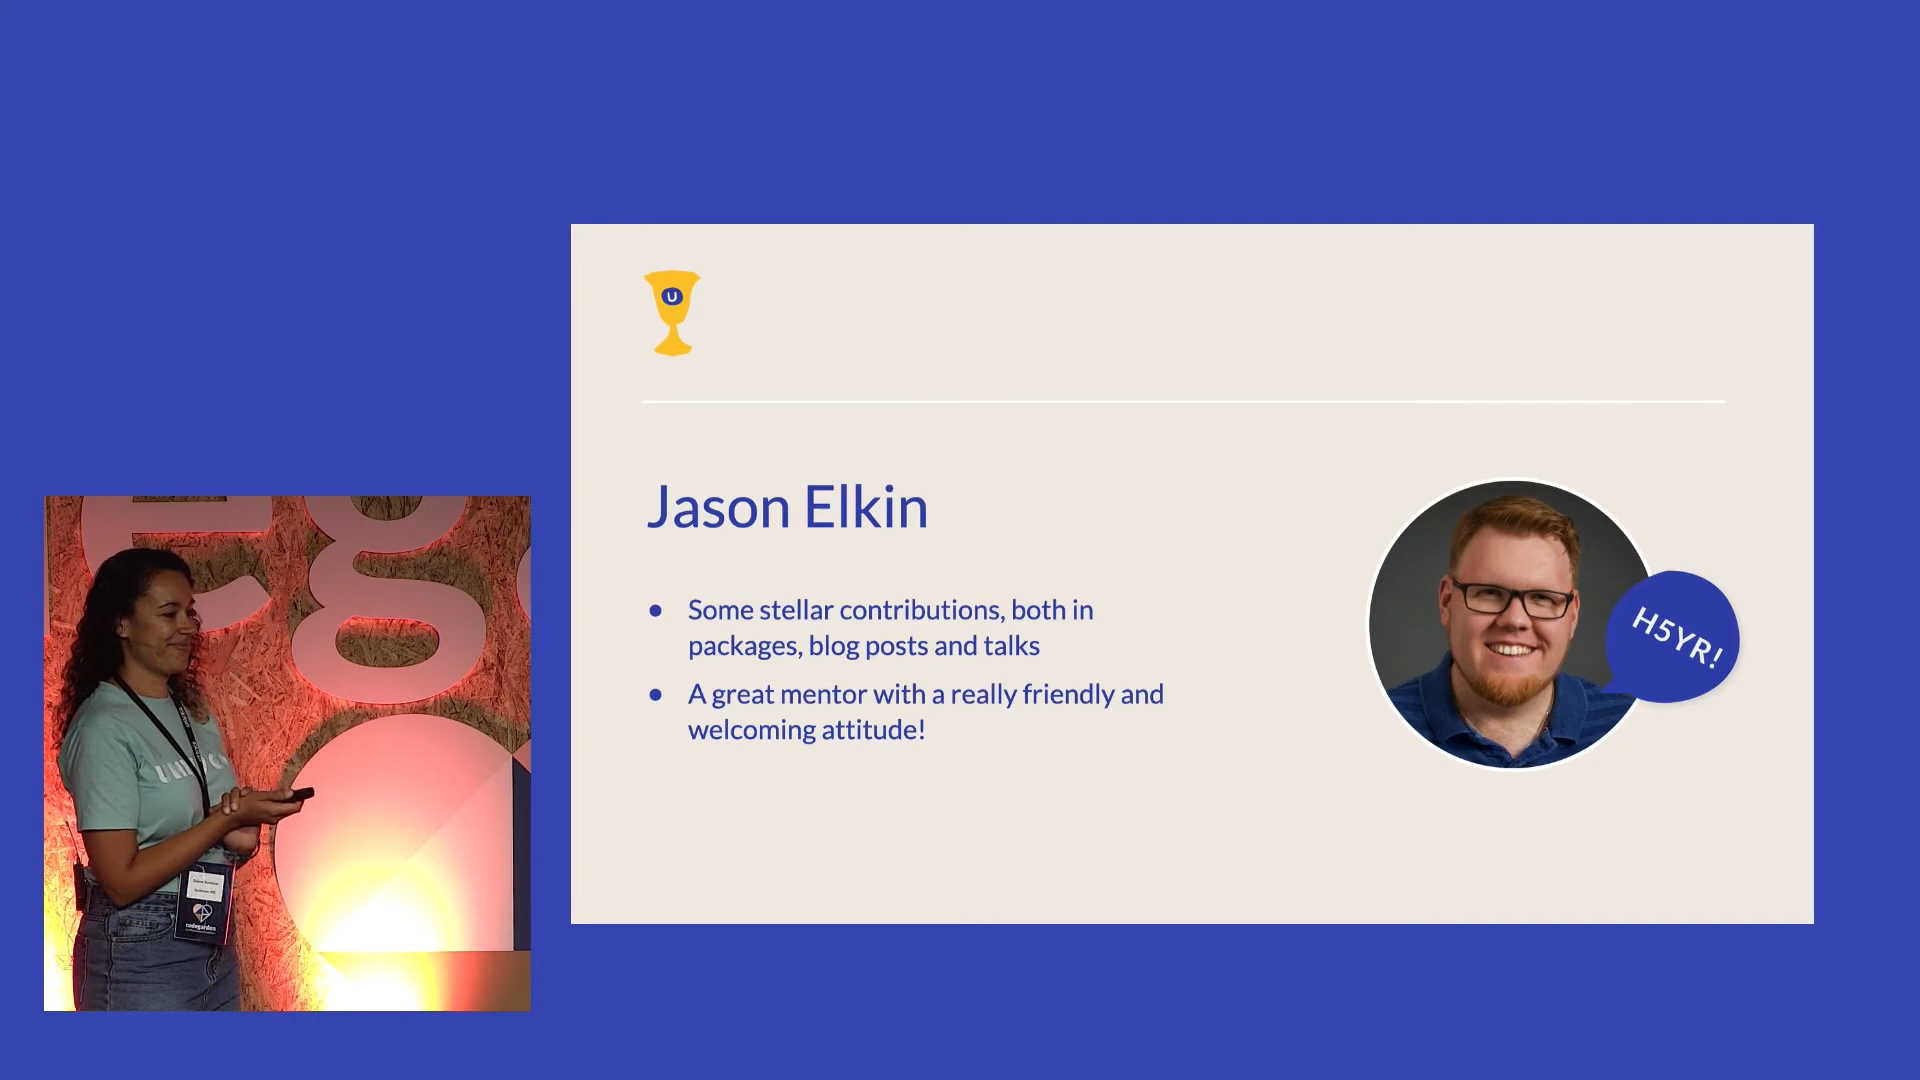 U
Jason Elkin
Some stellar contributions, both in
packages, blog posts and talks
A great mentor with a really friendly and
welcoming attitude!
H5YR!
codegarden